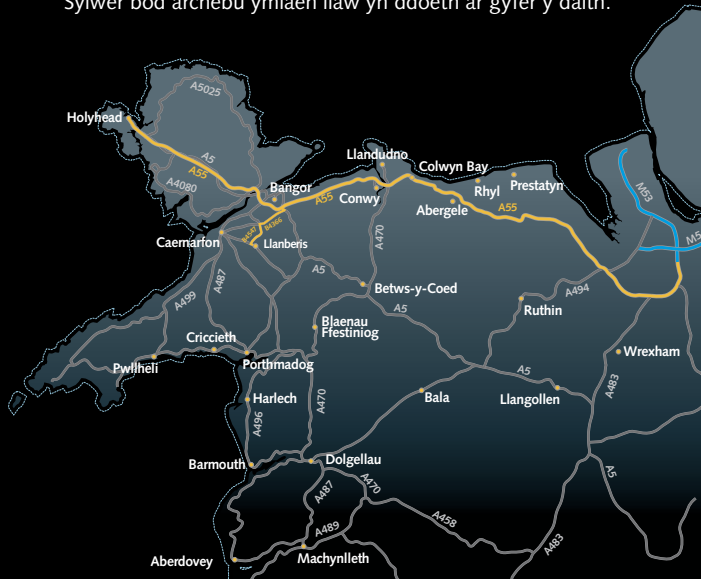 Sylwer bod archebu ymlaen llaw yn ddoeth ar gyfer y daith.
A5025
Holyhead
A5
A55
A4080
Bangor
Llandudno
Colwyn Bay
Conwy
A55
Abergele
Rhyl
Prestatyn
A55
M53
Caernarfon
B4547
B4366
Llanberis
A470
A5
Betws-y-Coed
A499
A487
A5
A494
Ruthin
Blaenau
Ffestiniog
Criccieth
Pwllheli
Porthmadog
Wrexham
A5
A483
Harlech
A496
A470
Bala
Llangollen
Barmouth
Dolgellau
A487
A470
A5
A458
A489
A483
Aberdovey
Machynlleth